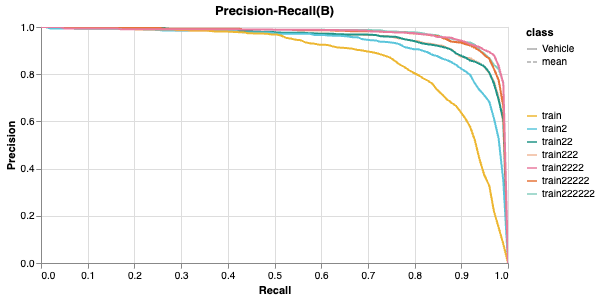 Precision-Recall(B)
class
Vehicle
mean
train
train2
train22
train222
train2222
train22222
train222222
Precision
1.0
0.8
0.6
0.4
0.2
0.0
0.0 0.1 0.2 0.3 0.4 0.5 0.6 0.7 0.8 0.9 1.0
Recall